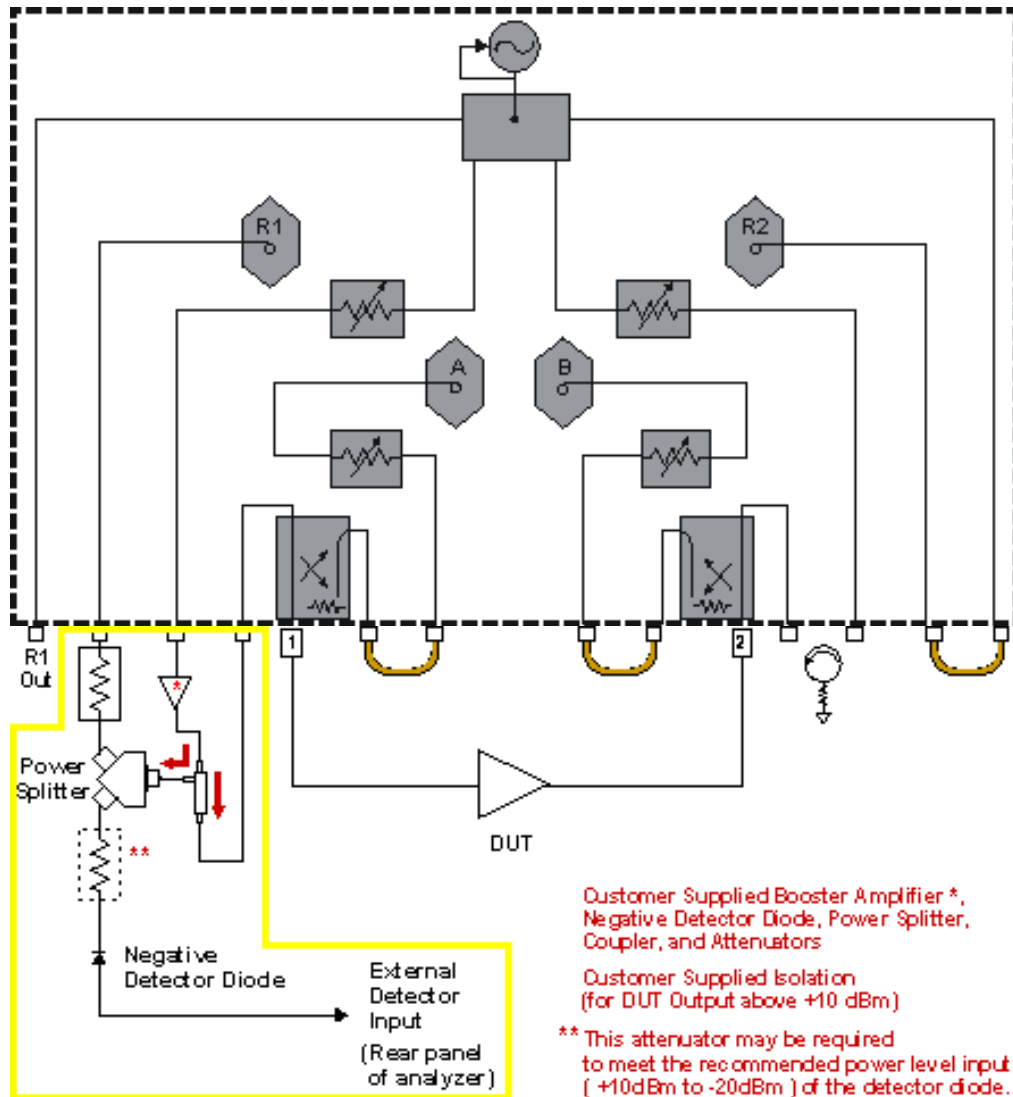 R1
R2
A
B
1
2
R1
Out
*
Power
Splitter
**
DUT
Negative
Detector Diode
External
Detector
Input
(Rear panel
of analyzer)
Customer Supplied Booster Amplifier *,
Negative Detector Diode, Power Splitter,
Coupler, and Attenuators
Customer Supplied Isolation
(for DUT Output above +10 dBm)
** This attenuator may be required
to meet the recommended power level input
( +10dBm to -20dBm ) of the detector diode.